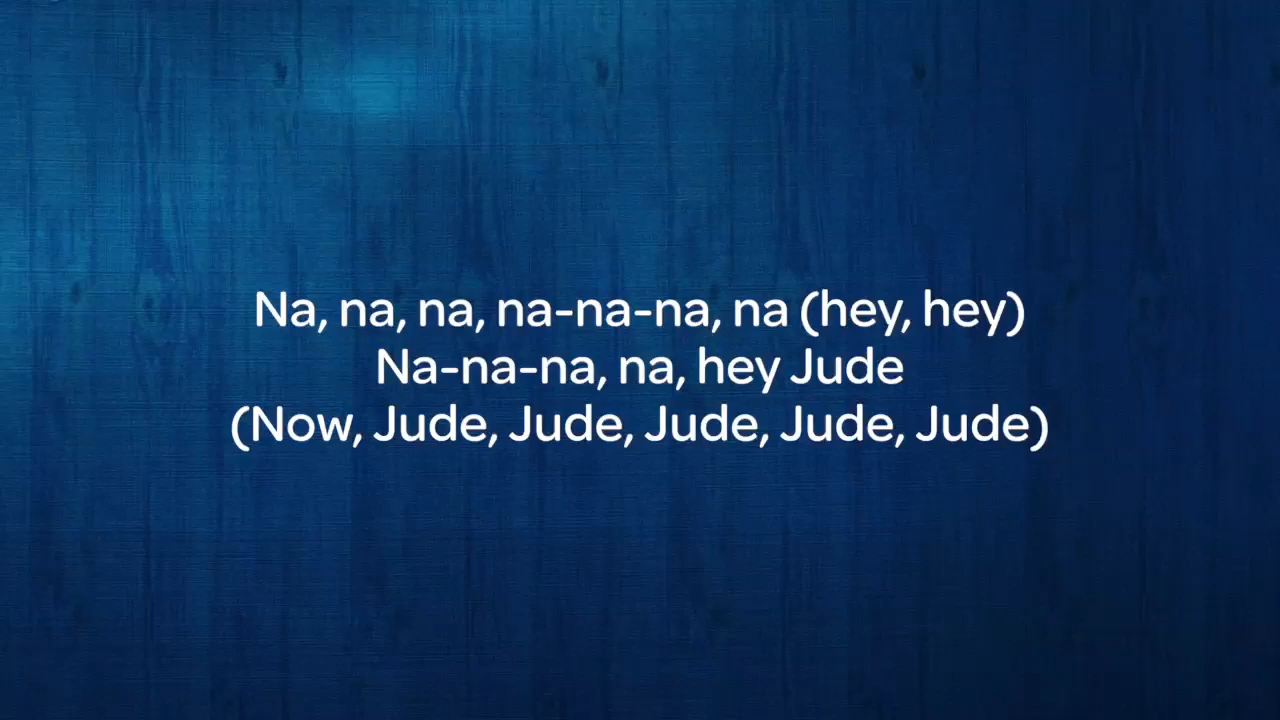 Na, na, na, na-na-na, na (hey, hey)
Na-na-na, na, hey Jude
(Now, Jude, Jude, Jude, Jude, Jude)